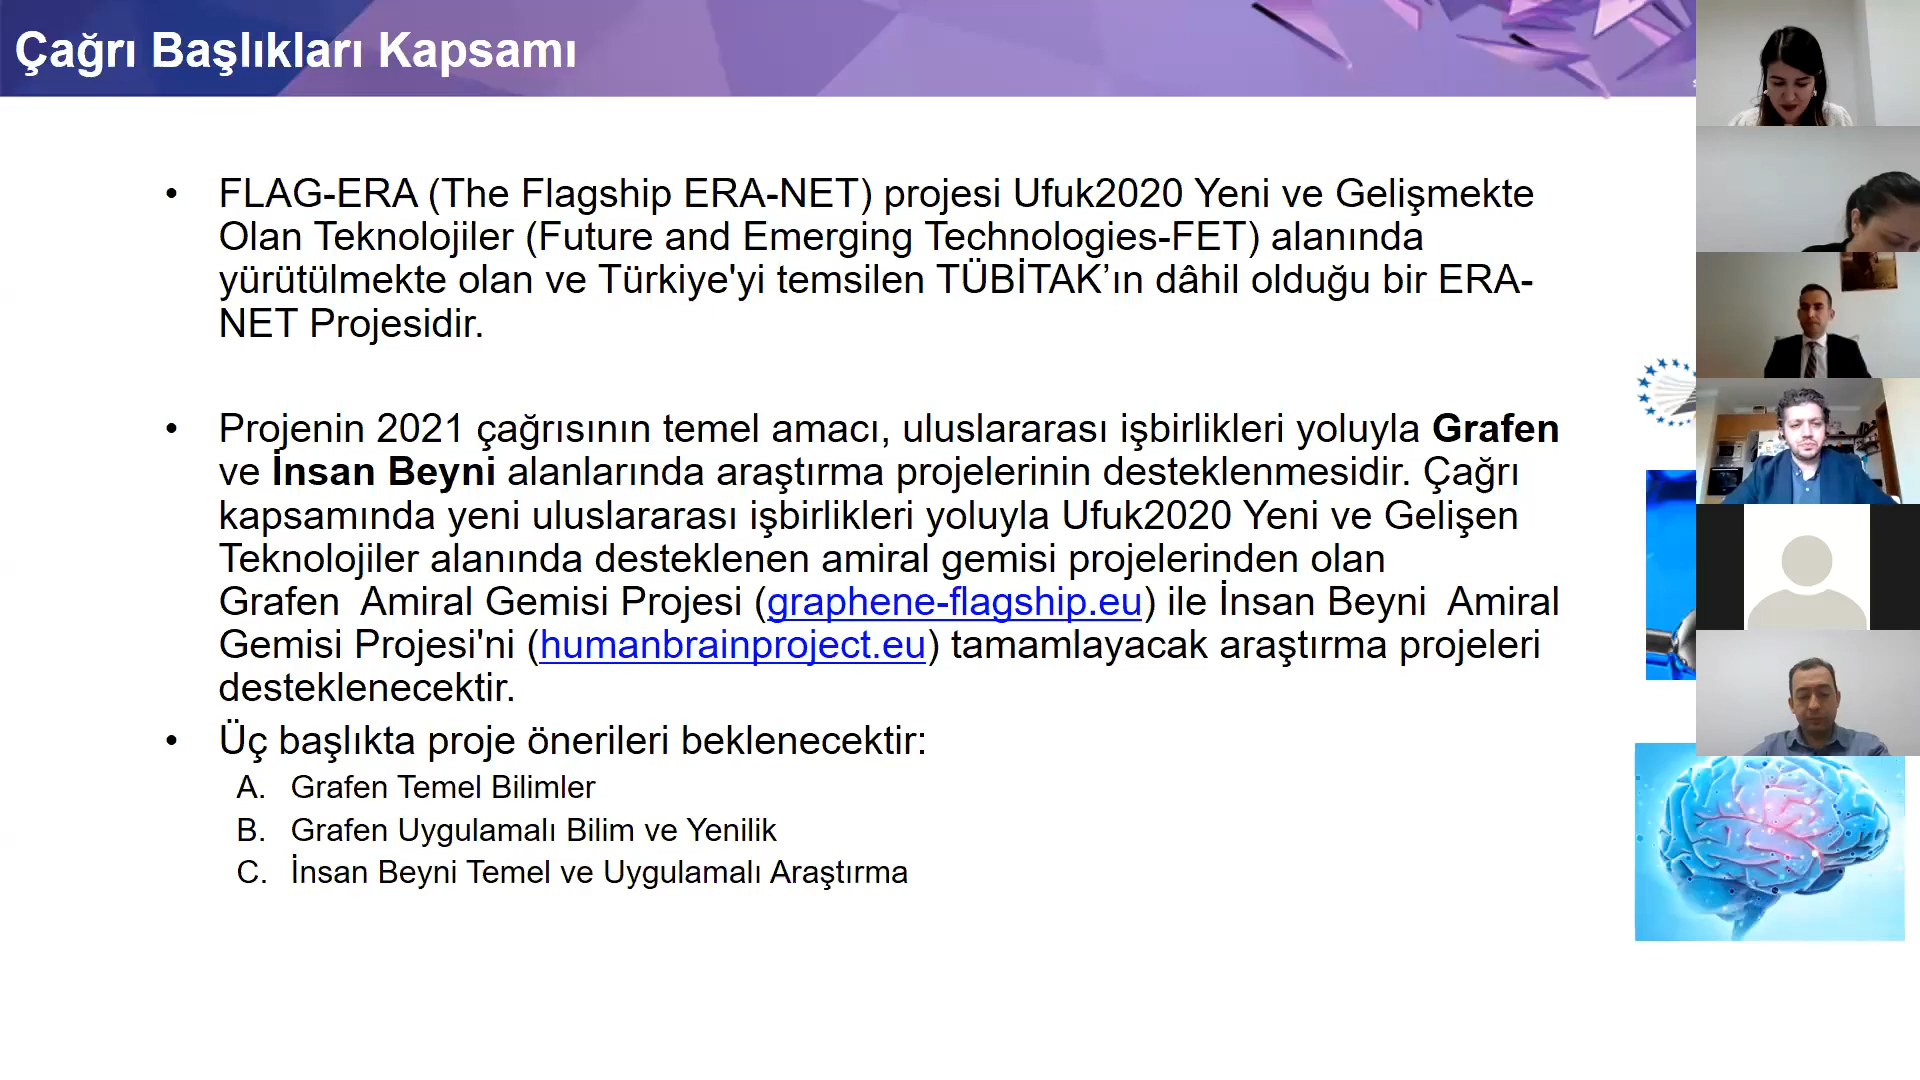 Çağrı Başlıkları Kapsamı
• FLAG-ERA (The Flagship ERA-NET) projesi Ufuk2020 Yeni ve Gelişmekte
Olan Teknolojiler (Future and Emerging Technologies-FET) alanında
yürütülmekte olan ve Türkiye'yi temsilen TÜBİTAK’ın dâhil olduğu bir ERA-
NET Projesidir.
• Projenin 2021 çağrısının temel amacı, uluslararası işbirlikleri yoluyla Grafen
ve İnsan Beyni alanlarında araştırma projelerinin desteklenmesidir. Çağrı
kapsamında yeni uluslararası işbirlikleri yoluyla Ufuk2020 Yeni ve Gelişen
Teknolojiler alanında desteklenen amiral gemisi projelerinden olan
Grafen  Amiral Gemisi Projesi (graphene-flagship.eu) ile İnsan Beyni  Amiral
Gemisi Projesi'ni (humanbrainproject.eu) tamamlayacak araştırma projeleri
desteklenecektir.
• Üç başlıkta proje önerileri beklenecektir:
A. Grafen Temel Bilimler
B. Grafen Uygulamalı Bilim ve Yenilik
C. İnsan Beyni Temel ve Uygulamalı Araştırma